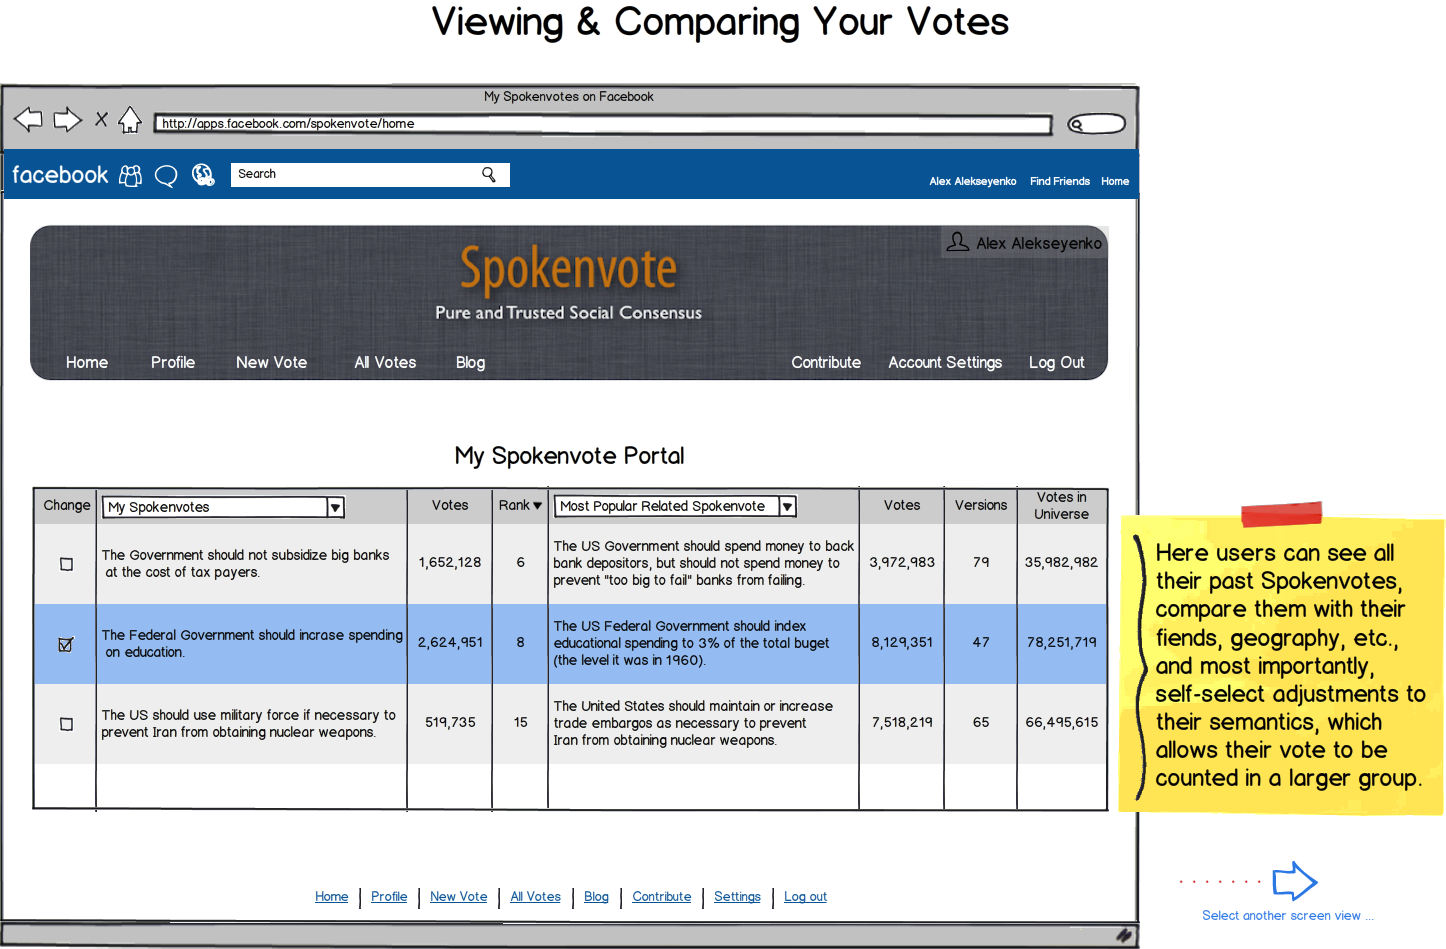 Viewing & Comparing Your Votes
My Spokenvotes on Facebook
http://apps.facebook.com/spokenvote/home
facebook
Search
Alex Alekseyenko Find Friends Home
Alex Alekseyenko
Spokenvote
Pure and Trusted Social Consensus
Home Profile New Vote All Votes Blog Contribute Account Settings Log Out
My Spokenvote Portal
Change My Spokenvotes Votes Rank Most Popular Related Spokenvote Votes Versions Votes in
Universe
The Government should not subsidize big banks
at the cost of tax payers.
1,652,128
6
The US Government should spend money to back
bank depositors, but should not spend money to
prevent "too big to fail" banks from failing.
3,972,983
79
35,982,982
The Federal Government should incrase spending
on education.
2,624,951
8
The US Federal Government should index
educational spending to 3% of the total buget
(the level it was in 1960).
8,129,351
47
78,251,719
The US should use military force if necessary to
prevent Iran from obtaining nuclear weapons.
519,735
15
The United States should maintain or increase
trade embargos as necessary to prevent
Iran from obtaining nuclear weapons.
7,518,219
65
66,495,615
Here users can see all
their past Spokenvotes,
compare them with their
fiends, geography, etc.,
and most importantly,
self-select adjustments to
their semantics, which
allows their vote to be
counted in a larger group.
Home Profile New Vote All Votes Blog Contribute Settings Log out
Select another screen view ...